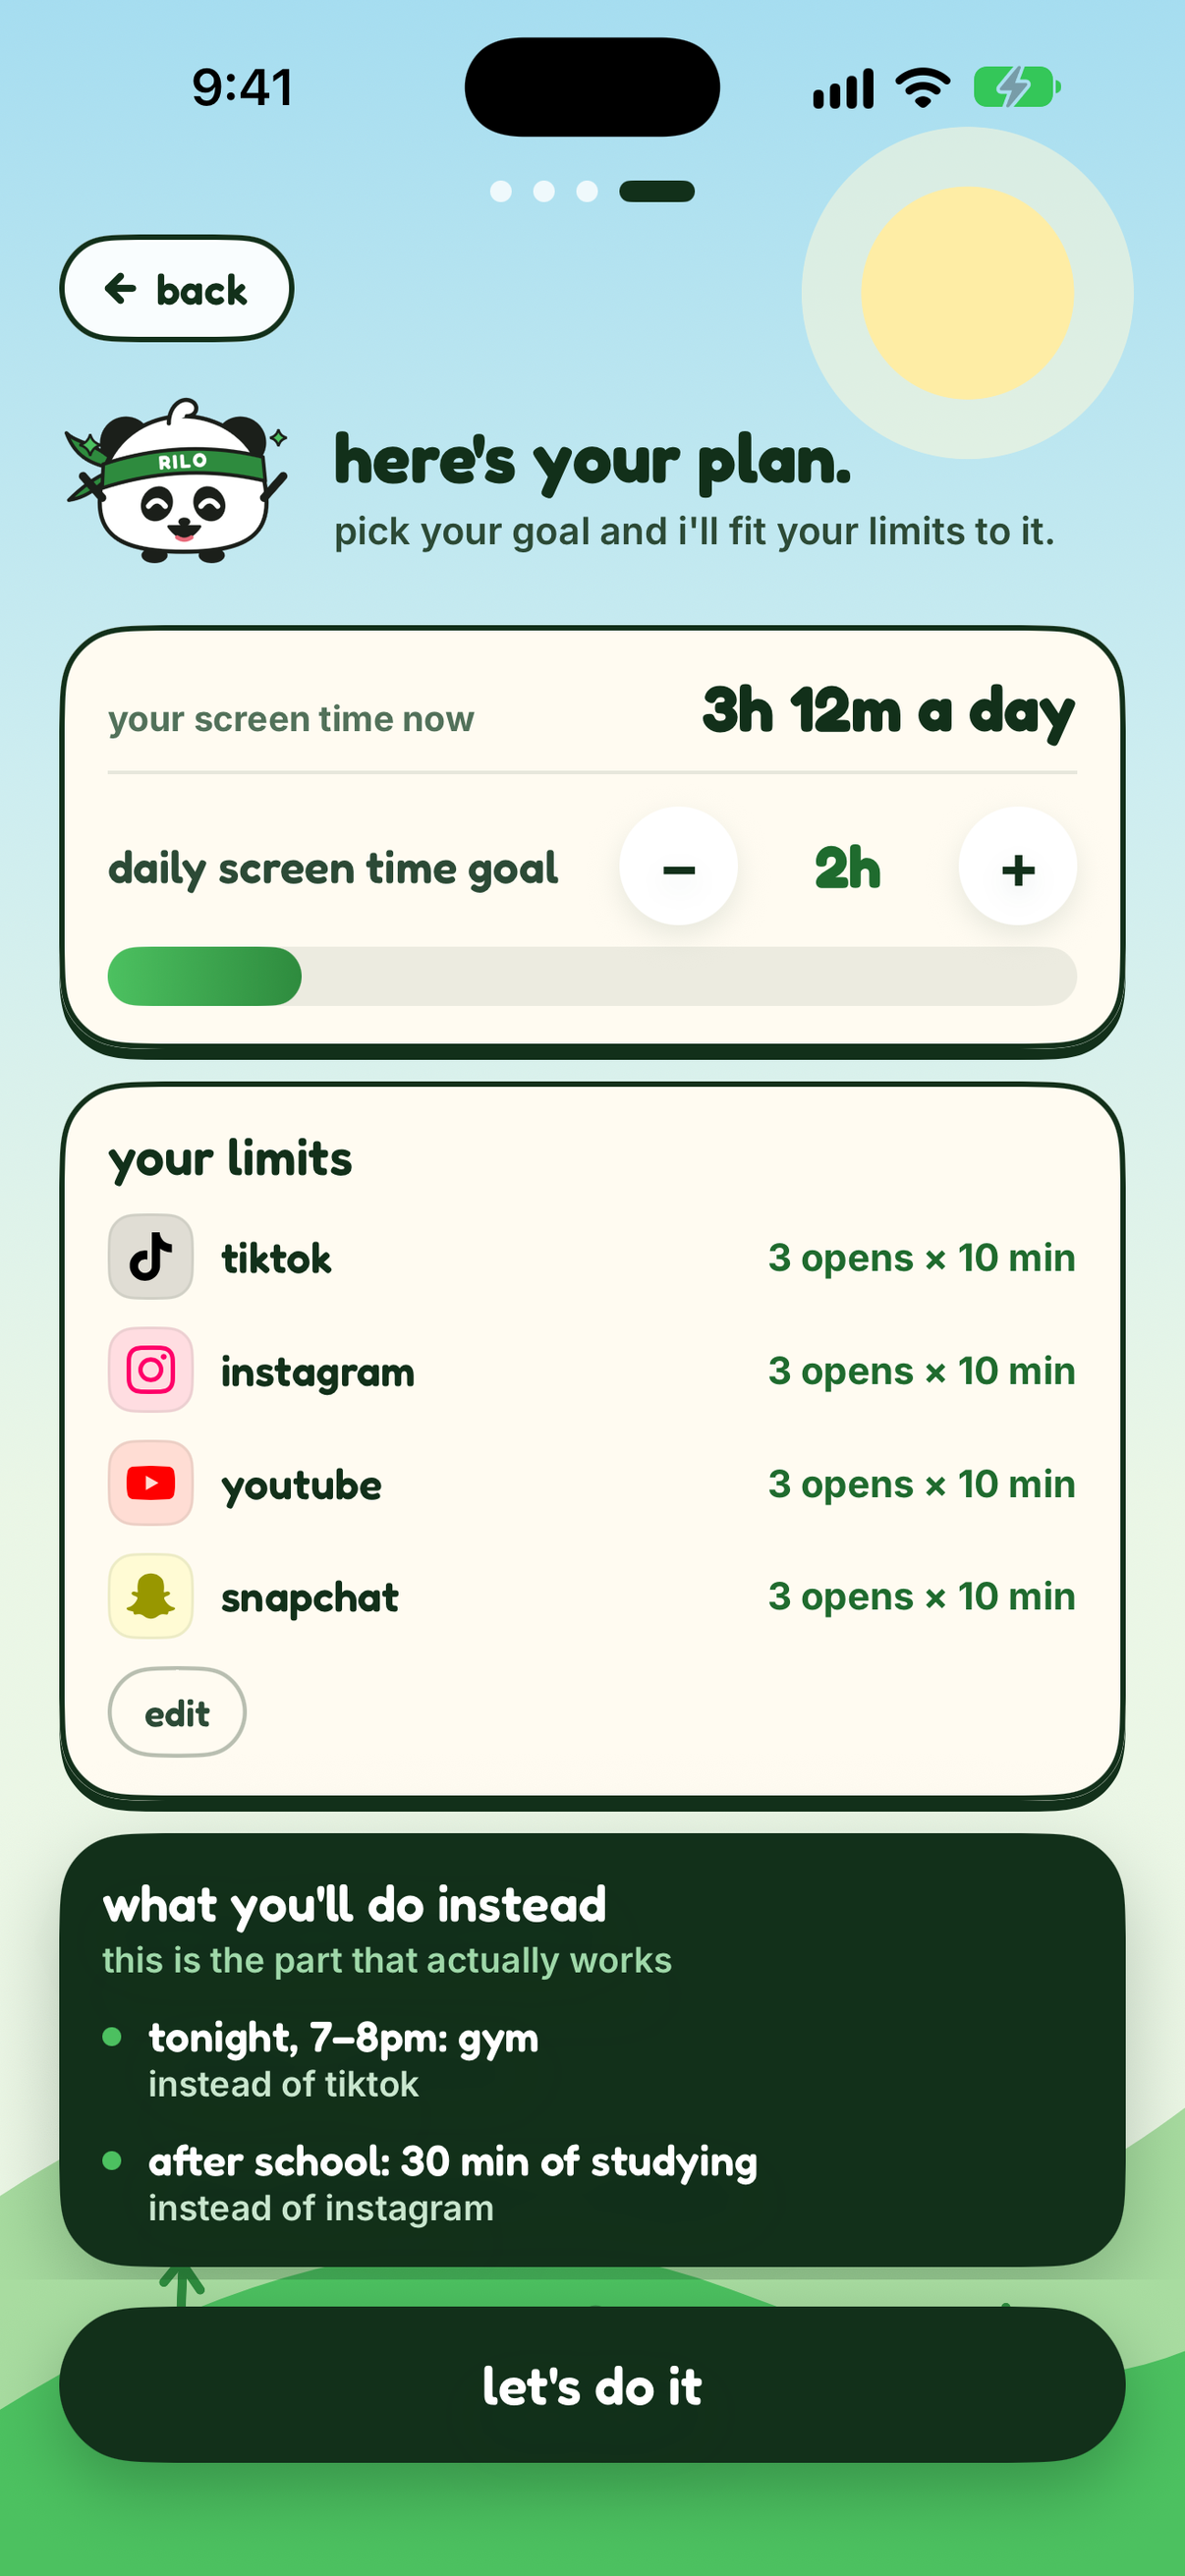 9:41
← back
RILO
here's your plan.
pick your goal and i'll fit your limits to it.
your screen time now 3h 12m a day
daily screen time goal − 2h +
your limits
tiktok 3 opens × 10 min
instagram 3 opens × 10 min
youtube 3 opens × 10 min
snapchat 3 opens × 10 min
edit
what you'll do instead
this is the part that actually works
tonight, 7–8pm: gym
instead of tiktok
after school: 30 min of studying
instead of instagram
let's do it